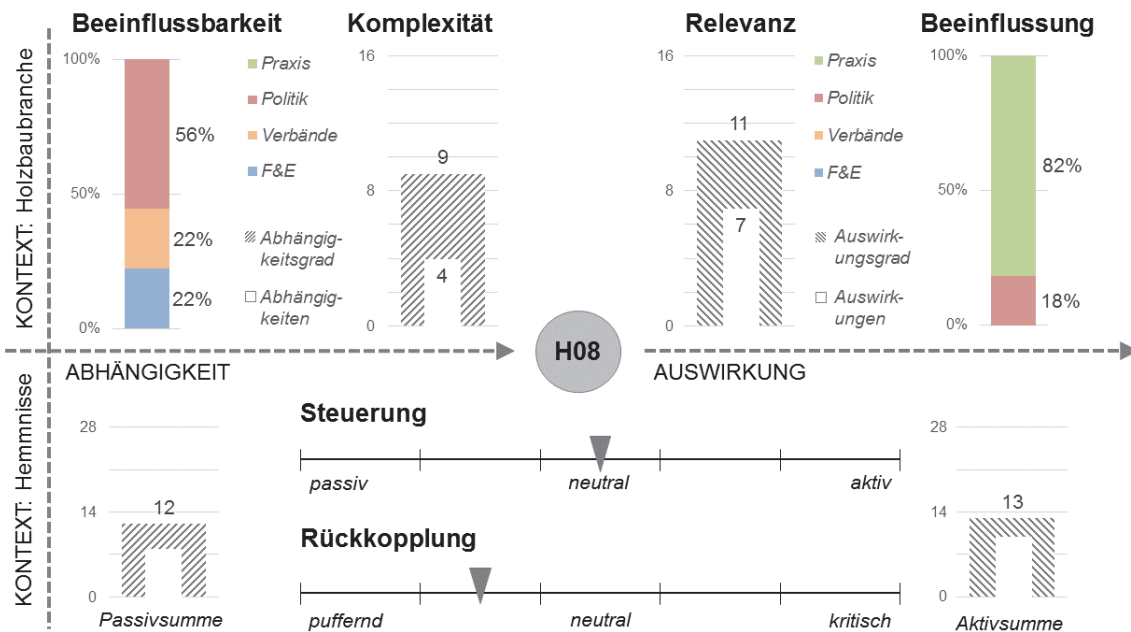 Beeinflussbarkeit
100%
50%
0%
56%
22%
22%
Praxis
Politik
Verbände
F&E
Abhängig-
keitsgrad
Abhängig-
keiten
Komplexität
16
8
0
9
4
Relevanz
16
8
0
11
7
Praxis
Politik
Verbände
F&E
Auswirk-
ungsgrad
Auswirk-
ungen
Beeinflussung
100%
50%
0%
82%
18%
KONTEXT: Holzbaubranche
H08
ABHÄNGIGKEIT
AUSWIRKUNG
KONTEXT: Hemmnisse
28
14
0
12
Passivsumme
Steuerung
passiv
neutral
aktiv
Rückkopplung
puffernd
neutral
kritisch
28
14
0
13
Aktivsumme